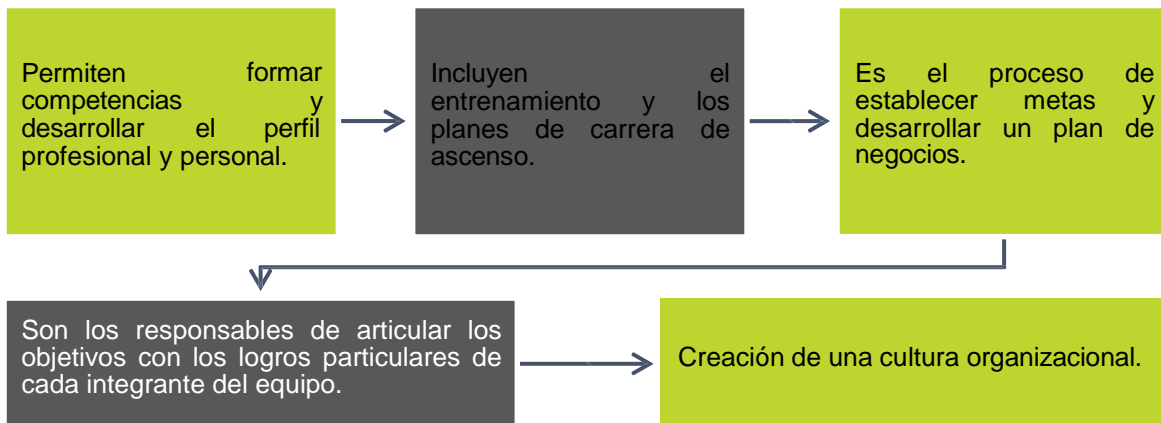 Permiten formar
competencias y
desarrollar el perfil
profesional y personal.
Incluyen el
entrenamiento y los
planes de carrera de
ascenso.
Es el proceso de
establecer metas y
desarrollar un plan de
negocios.
Son los responsables de articular los
objetivos con los logros particulares de
cada integrante del equipo.
Creación de una cultura organizacional.